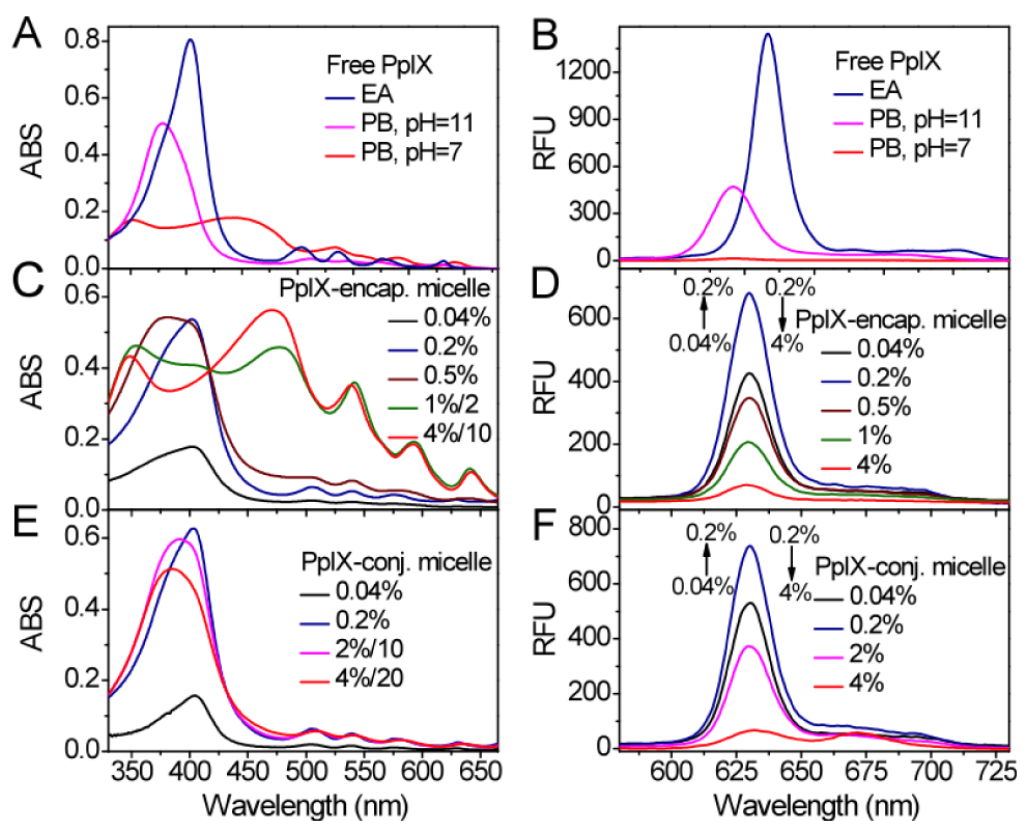 A
ABS
0.8
0.6
0.4
0.2
0.0
Free PpIX
EA
PB, pH=11
PB, pH=7
B
RFU
1200
900
600
300
0
Free PpIX
EA
PB, pH=11
PB, pH=7
C
ABS
0.6
0.4
0.2
0.0
PpIX-encap. micelle
0.04%
0.2%
0.5%
1%/2
4%/10
D
RFU
600
400
200
0
0.2% 0.2%
0.04% 4%
PpIX-encap. micelle
0.04%
0.2%
0.5%
1%
4%
E
ABS
0.6
0.4
0.2
0.0
PpIX-conj. micelle
0.04%
0.2%
2%/10
4%/20
350 400 450 500 550 600 650
Wavelength (nm)
F
RFU
800
600
400
200
0
0.2% 0.2%
0.04% 4%
PpIX-conj. micelle
0.04%
0.2%
2%
4%
600 625 650 675 700 725
Wavelength (nm)